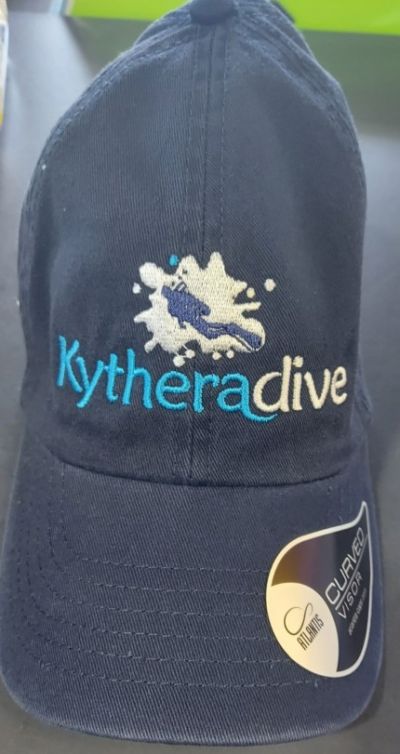 Kytheradive
CURVED
VISOR
ATLANTIS